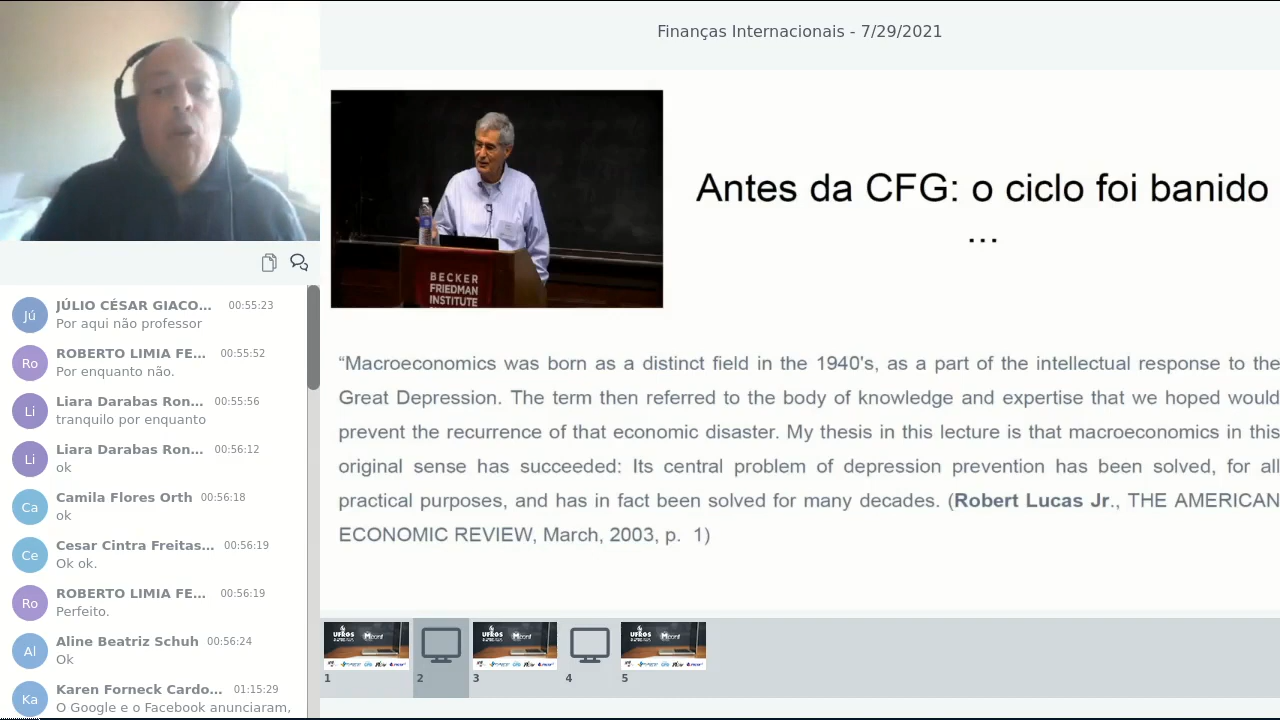 Finanças Internacionais - 7/29/2021
Antes da CFG: o ciclo foi banido
...
BECKER
FRIEDMAN
INSTITUTE
“Macroeconomics was born as a distinct field in the 1940's, as a part of the intellectual response to the
Great Depression. The term then referred to the body of knowledge and expertise that we hoped would
prevent the recurrence of that economic disaster. My thesis in this lecture is that macroeconomics in this
original sense has succeeded: Its central problem of depression prevention has been solved, for all
practical purposes, and has in fact been solved for many decades. (Robert Lucas Jr., THE AMERICAN
ECONOMIC REVIEW, March, 2003, p. 1)
Jú JÚLIO CÉSAR GIACO... 00:55:23
Por aqui não professor
Ro ROBERTO LIMIA FE... 00:55:52
Por enquanto não.
Li Liara Darabas Ron... 00:55:56
tranquilo por enquanto
Li Liara Darabas Ron... 00:56:12
ok
Ca Camila Flores Orth 00:56:18
ok
Ce Cesar Cintra Freitas... 00:56:19
Ok ok.
Ro ROBERTO LIMIA FE... 00:56:19
Perfeito.
Al Aline Beatriz Schuh 00:56:24
Ok
Ka Karen Forneck Cardo... 01:15:29
O Google e o Facebook anunciaram,
UFRGS Mconf
UFRGS Mconf
UFRGS Mconf
1 2 3 4 5